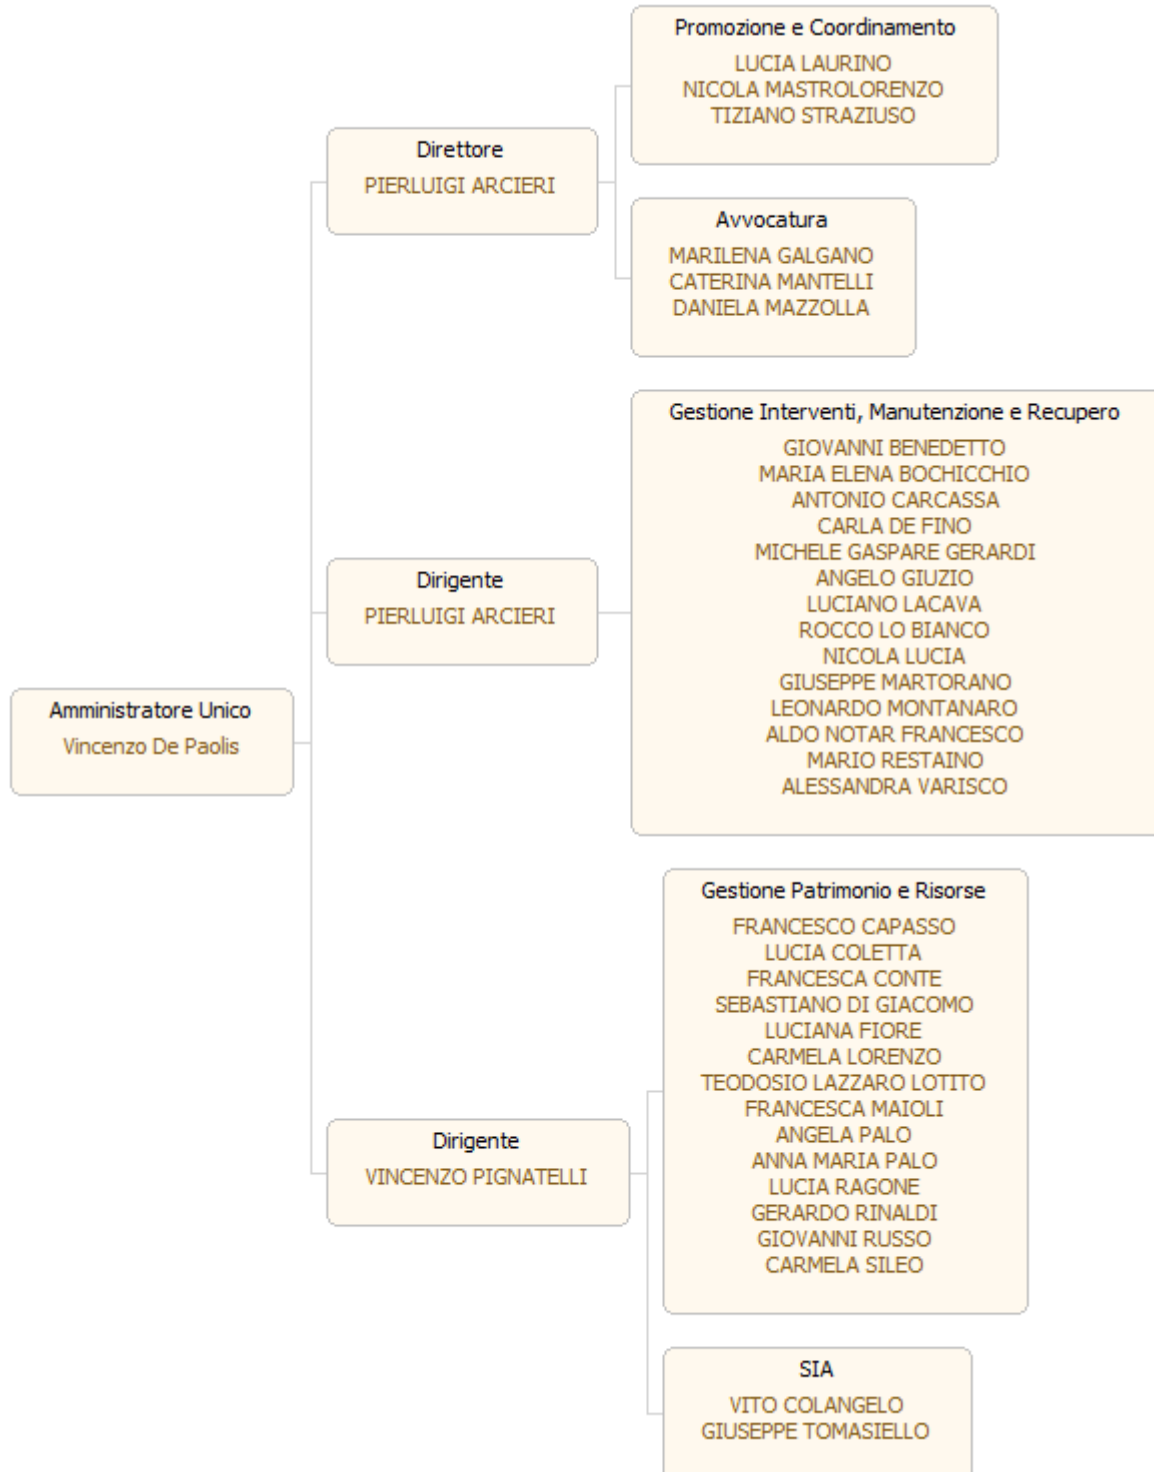 Promozione e Coordinamento
LUCIA LAURINO
NICOLA MASTROLORENZO
TIZIANO STRAZIUSO
Direttore
PIERLUIGI ARCIERI
Avvocatura
MARILENA GALGANO
CATERINA MANTELLI
DANIELA MAZZOLLA
Gestione Interventi, Manutenzione e Recupero
GIOVANNI BENEDETTO
MARIA ELENA BOCHICCHIO
ANTONIO CARCASSA
CARLA DE FINO
MICHELE GASPARE GERARDI
ANGELO GIUZIO
LUCIANO LACAVA
ROCCO LO BIANCO
NICOLA LUCIA
GIUSEPPE MARTORANO
LEONARDO MONTANARO
ALDO NOTAR FRANCESCO
MARIO RESTAINO
ALESSANDRA VARISCO
Dirigente
PIERLUIGI ARCIERI
Amministratore Unico
Vincenzo De Paolis
Gestione Patrimonio e Risorse
FRANCESCO CAPASSO
LUCIA COLETTA
FRANCESCA CONTE
SEBASTIANO DI GIACOMO
LUCIANA FIORE
CARMELA LORENZO
TEODOSIO LAZZARO LOTITO
FRANCESCA MAIOLI
ANGELA PALO
ANNA MARIA PALO
LUCIA RAGONE
GERARDO RINALDI
GIOVANNI RUSSO
CARMELA SILEO
Dirigente
VINCENZO PIGNATELLI
SIA
VITO COLANGELO
GIUSEPPE TOMASIELLO